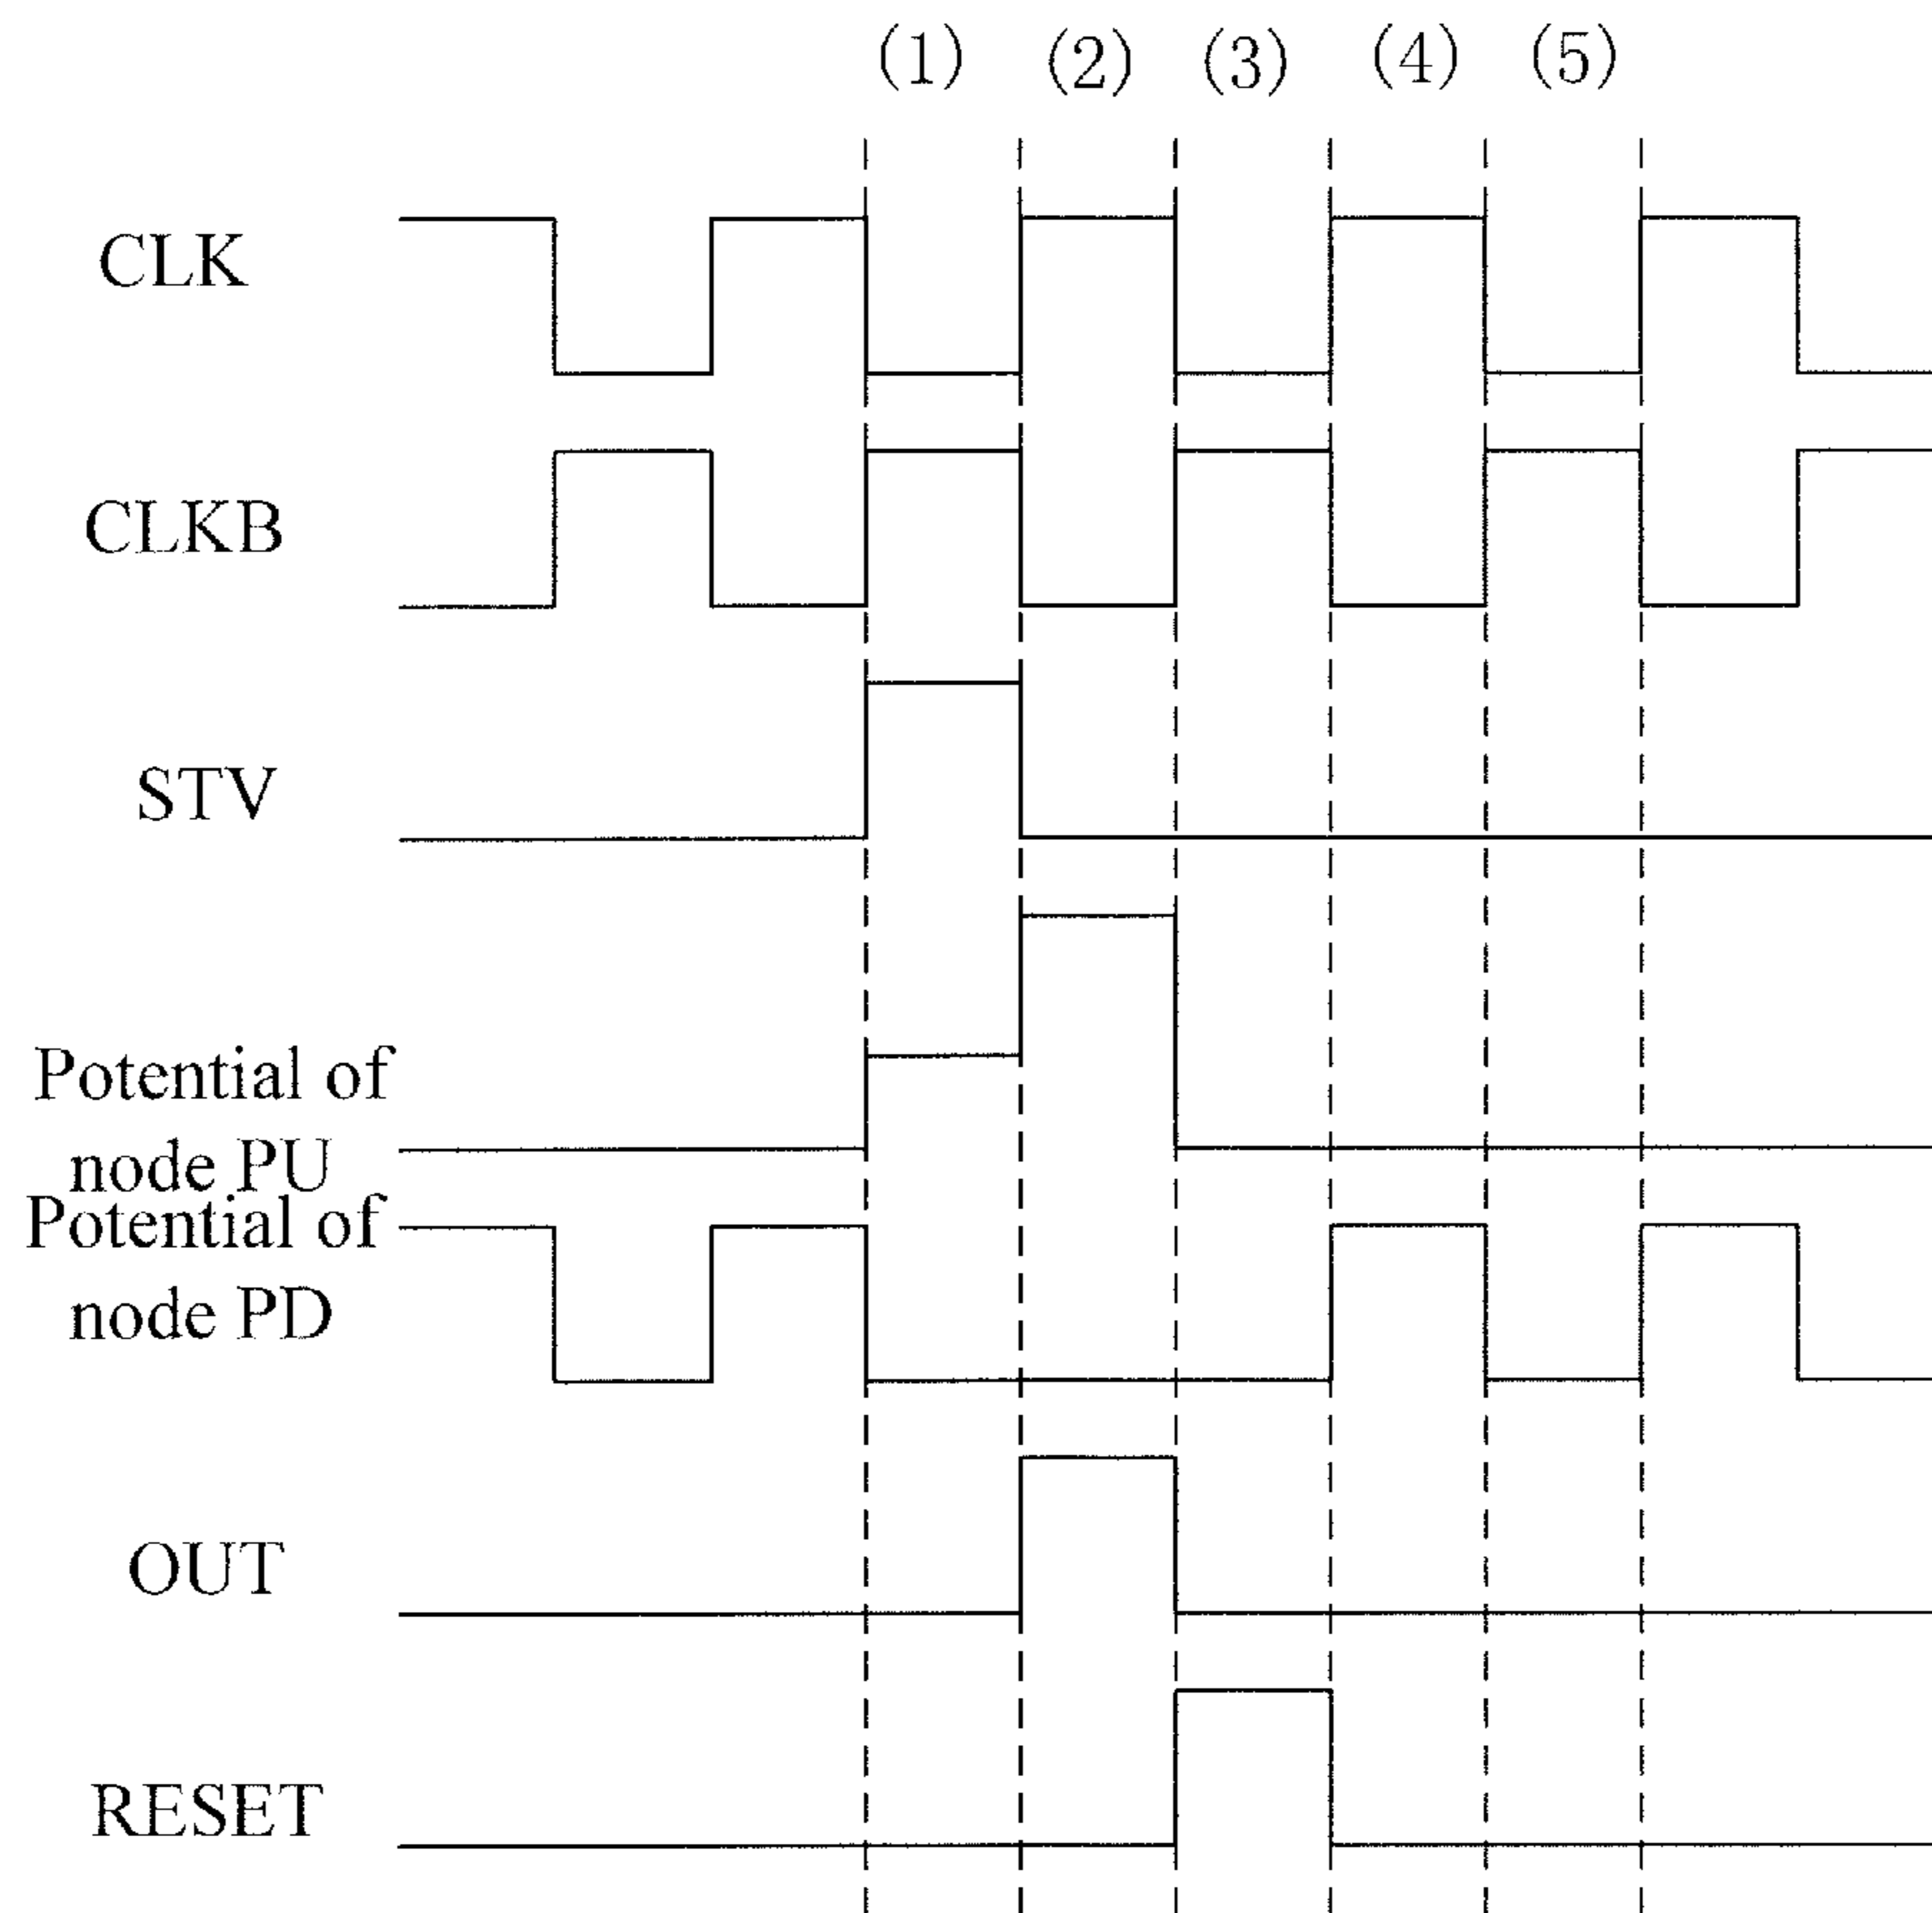 (1) (2) (3) (4) (5)
CLK
CLKB
STV
Potential of
node PU
Potential of
node PD
OUT
RESET